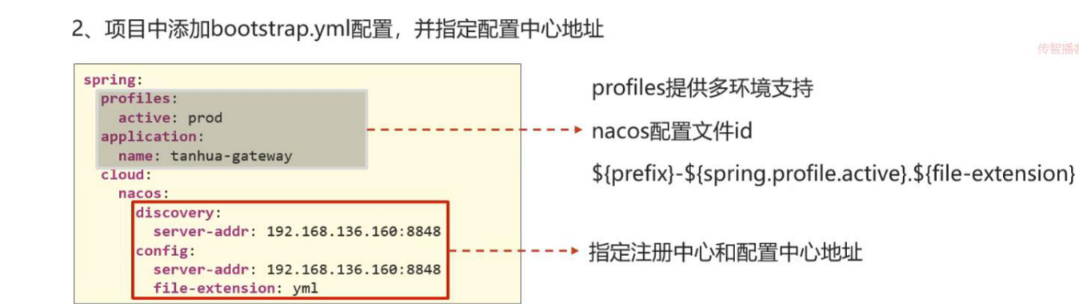 2、项目中添加bootstrap.yml配置，并指定配置中心地址
传智播
spring:
profiles:
active: prod
application:
name: tanhua-gateway
cloud:
nacos:
discovery:
server-addr: 192.168.136.160:8848
config:
server-addr: 192.168.136.160:8848
file-extension: yml
profiles提供多环境支持
nacos配置文件id
${prefix}-${spring.profile.active}.${file-extension}
指定注册中心和配置中心地址